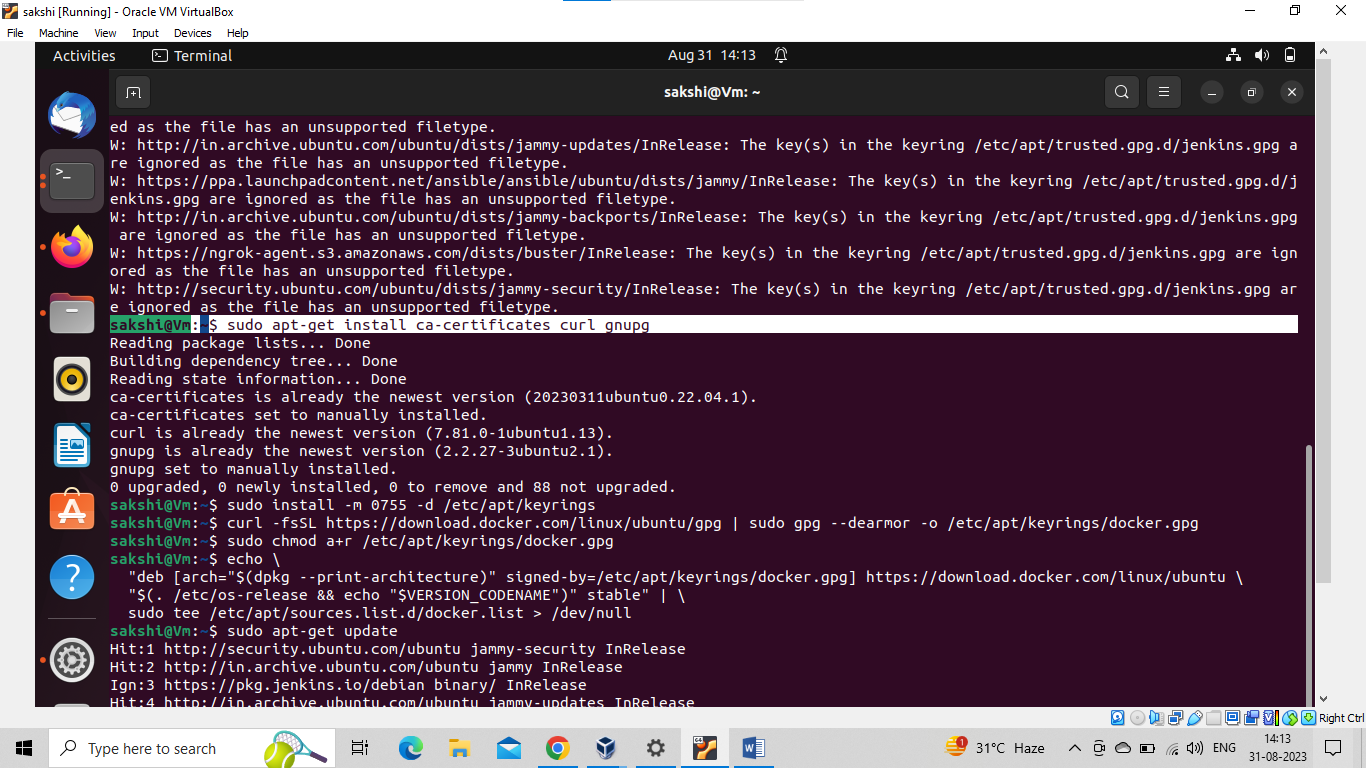 sakshi [Running] - Oracle VM VirtualBox
File Machine View Input Devices Help
Activities Terminal Aug 31 14:13
sakshi@Vm: ~
ed as the file has an unsupported filetype.
W: http://in.archive.ubuntu.com/ubuntu/dists/jammy-updates/InRelease: The key(s) in the keyring /etc/apt/trusted.gpg.d/jenkins.gpg a
re ignored as the file has an unsupported filetype.
W: https://ppa.launchpadcontent.net/ansible/ansible/ubuntu/dists/jammy/InRelease: The key(s) in the keyring /etc/apt/trusted.gpg.d/j
enkins.gpg are ignored as the file has an unsupported filetype.
W: http://in.archive.ubuntu.com/ubuntu/dists/jammy-backports/InRelease: The key(s) in the keyring /etc/apt/trusted.gpg.d/jenkins.gpg
are ignored as the file has an unsupported filetype.
W: https://ngrok-agent.s3.amazonaws.com/dists/buster/InRelease: The key(s) in the keyring /etc/apt/trusted.gpg.d/jenkins.gpg are ign
ored as the file has an unsupported filetype.
W: http://security.ubuntu.com/ubuntu/dists/jammy-security/InRelease: The key(s) in the keyring /etc/apt/trusted.gpg.d/jenkins.gpg ar
e ignored as the file has an unsupported filetype.
sakshi@Vm:~$ sudo apt-get install ca-certificates curl gnupg
Reading package lists... Done
Building dependency tree... Done
Reading state information... Done
ca-certificates is already the newest version (20230311ubuntu0.22.04.1).
ca-certificates set to manually installed.
curl is already the newest version (7.81.0-1ubuntu1.13).
gnupg is already the newest version (2.2.27-3ubuntu2.1).
gnupg set to manually installed.
0 upgraded, 0 newly installed, 0 to remove and 88 not upgraded.
sakshi@Vm:~$ sudo install -m 0755 -d /etc/apt/keyrings
sakshi@Vm:~$ curl -fsSL https://download.docker.com/linux/ubuntu/gpg | sudo gpg --dearmor -o /etc/apt/keyrings/docker.gpg
sakshi@Vm:~$ sudo chmod a+r /etc/apt/keyrings/docker.gpg
sakshi@Vm:~$ echo \
"deb [arch="$(dpkg --print-architecture)" signed-by=/etc/apt/keyrings/docker.gpg] https://download.docker.com/linux/ubuntu \
"$(. /etc/os-release && echo "$VERSION_CODENAME")" stable" | \
sudo tee /etc/apt/sources.list.d/docker.list > /dev/null
sakshi@Vm:~$ sudo apt-get update
Hit:1 http://security.ubuntu.com/ubuntu jammy-security InRelease
Hit:2 http://in.archive.ubuntu.com/ubuntu jammy InRelease
Ign:3 https://pkg.jenkins.io/debian binary/ InRelease
Hit:4 http://in.archive.ubuntu.com/ubuntu jammy-updates InRelease
Right Ctrl
Type here to search
1 31°C Haze ENG 14:13
31-08-2023